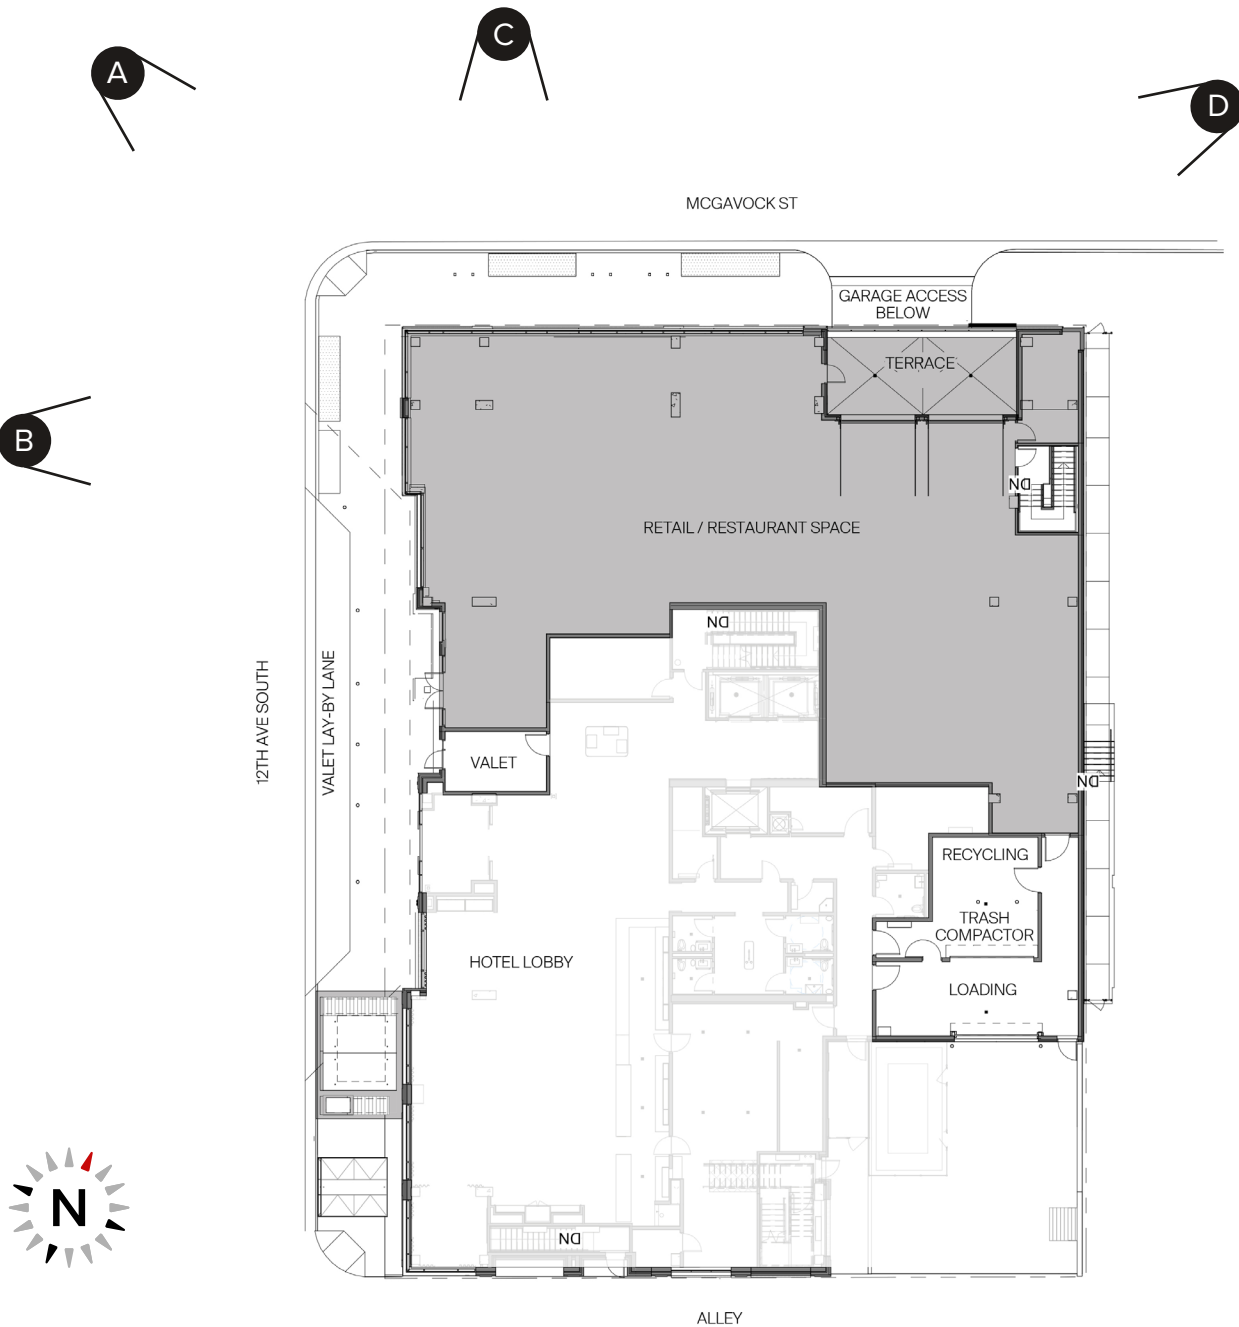 C
A
D
MCGAVOCK ST
GARAGE ACCESS
BELOW
TERRACE
B
DN
RETAIL / RESTAURANT SPACE
DN
12TH AVE SOUTH
VALET LAY-BY LANE
VALET
DN
RECYCLING
TRASH
COMPACTOR
HOTEL LOBBY
LOADING
N
DN
ALLEY